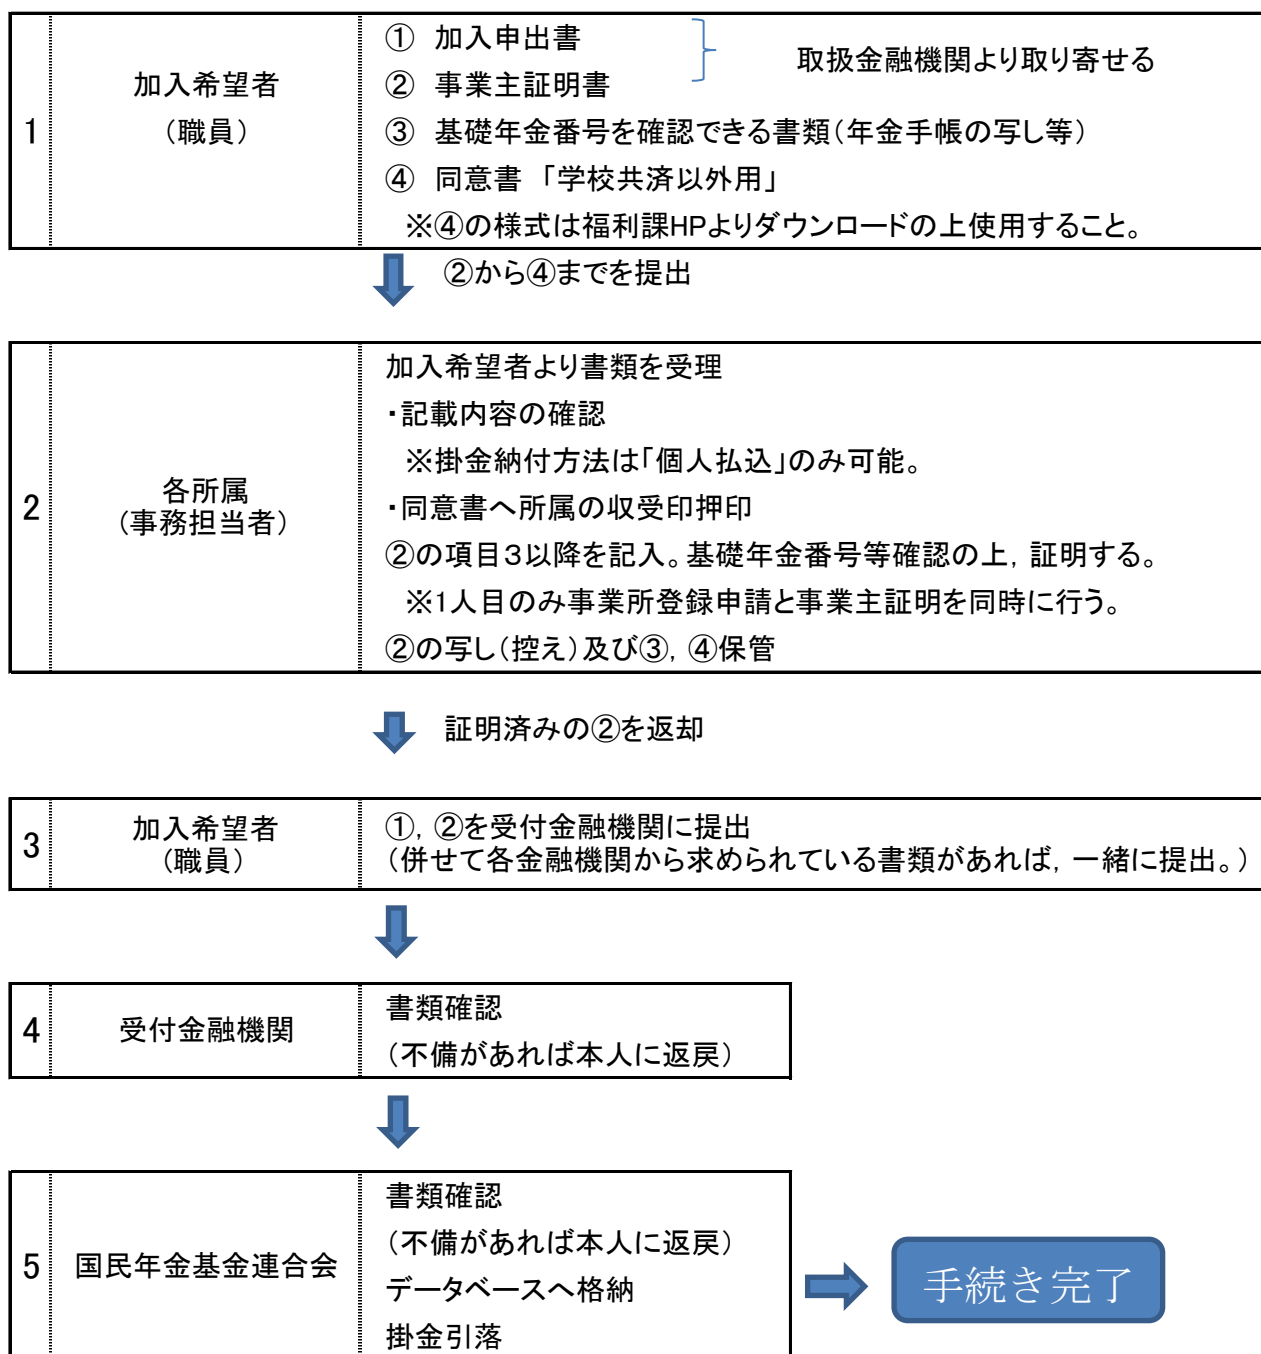 1
加入希望者
（職員）
① 加入申出書
② 事業主証明書
取扱金融機関より取り寄せる
③ 基礎年金番号を確認できる書類（年金手帳の写し等）
④ 同意書 「学校共済以外用」
※④の様式は福利課HPよりダウンロードの上使用すること。
②から④までを提出
2
各所属
（事務担当者）
加入希望者より書類を受理
・記載内容の確認
※掛金納付方法は「個人払込」のみ可能。
・同意書へ所属の収受印押印
②の項目３以降を記入。基礎年金番号等確認の上，証明する。
※1人目のみ事業所登録申請と事業主証明を同時に行う。
②の写し（控え）及び③，④保管
証明済みの②を返却
3
加入希望者
（職員）
①，②を受付金融機関に提出
（併せて各金融機関から求められている書類があれば，一緒に提出。）
4
受付金融機関
書類確認
（不備があれば本人に返戻）
5
国民年金基金連合会
書類確認
（不備があれば本人に返戻）
データベースへ格納
掛金引落
手続き完了